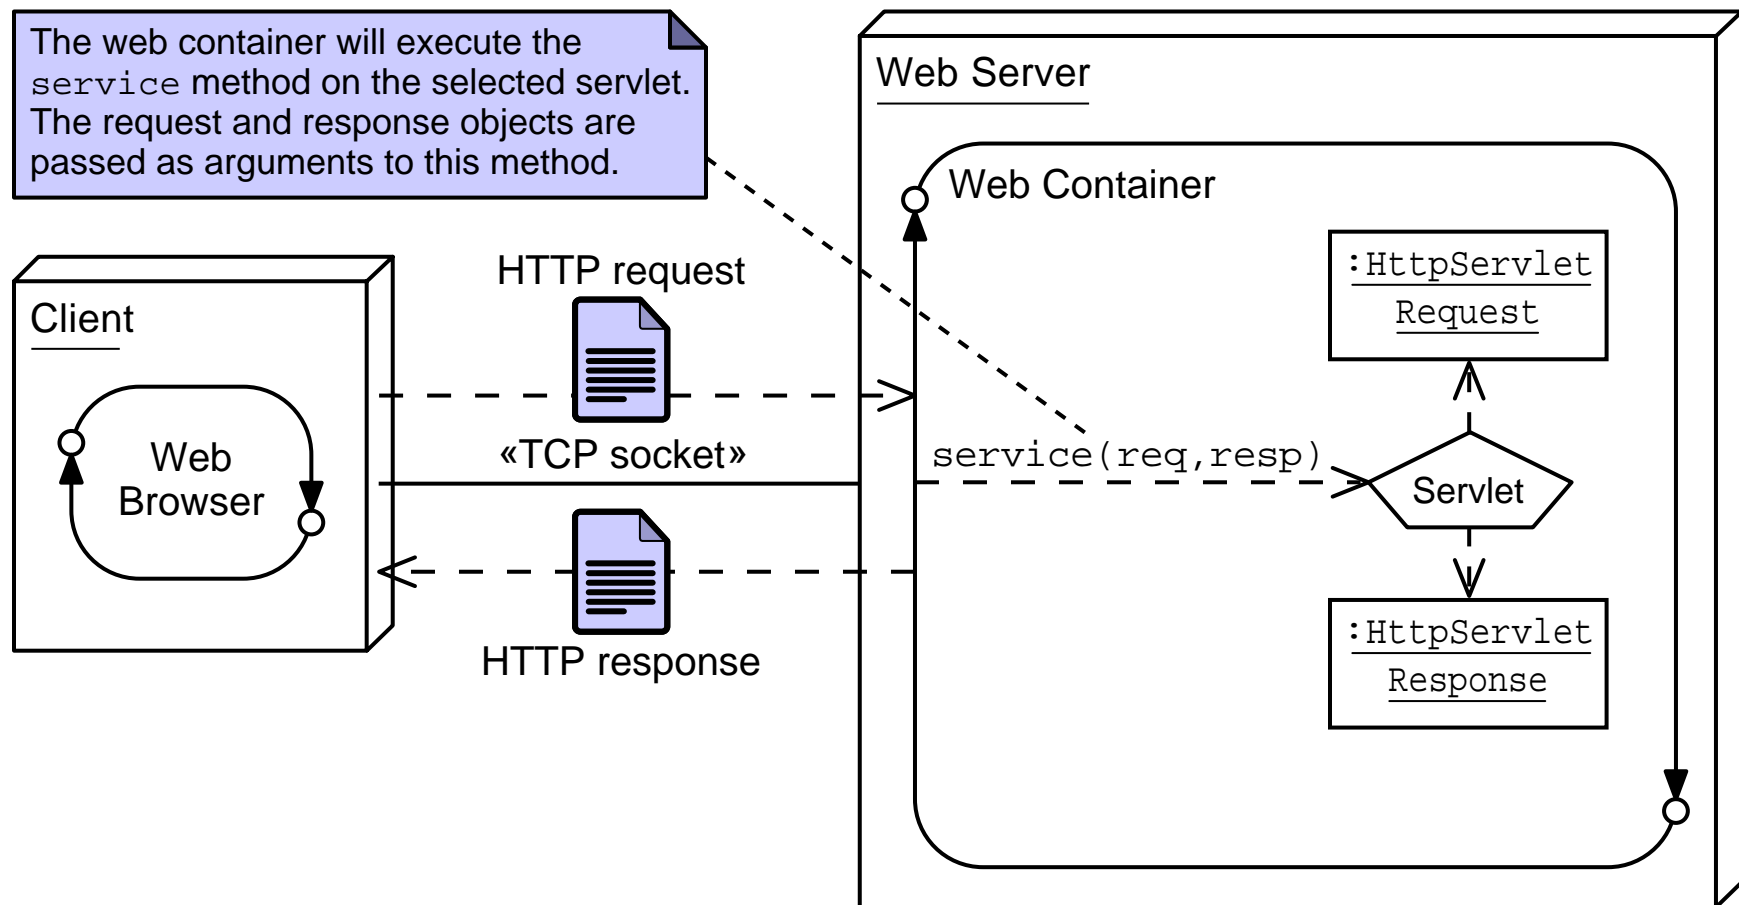 The web container will execute the
service method on the selected servlet.
The request and response objects are
passed as arguments to this method.
Web Server
Web Container
:HttpServlet
Request
HTTP request
Client
«TCP socket»
service(req,resp)
Web
Browser
Servlet
HTTP response
:HttpServlet
Response